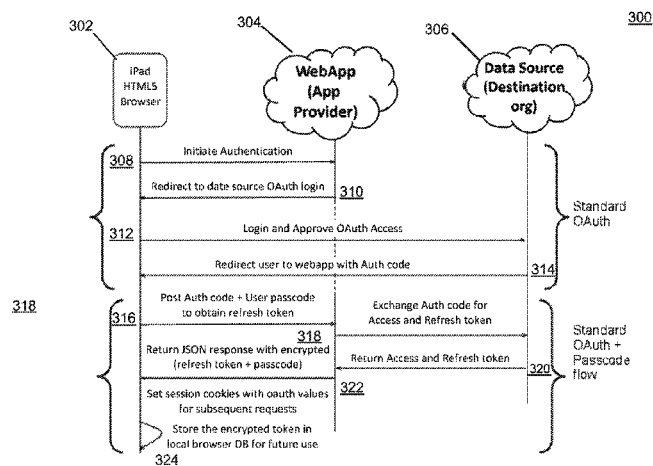 300
302
304
306
iPad
HTML5
Browser
WebApp
(App
Provider)
Data Source
(Destination
org)
308
Initiate Authentication
Redirect to date source OAuth login
310
312
Login and Approve OAuth Access
Standard
OAuth
Redirect user to webapp with Auth code
314
318
316
Post Auth code + User passcode
to obtain refresh token
318
Exchange Auth code for
Access and Refresh token
Return JSON response with encrypted
(refresh token + passcode)
Return Access and Refresh token
320
Standard
OAuth +
Passcode
flow
322
Set session cookies with oauth values
for subsequent requests
Store the encrypted token in
local browser DB for future use
324